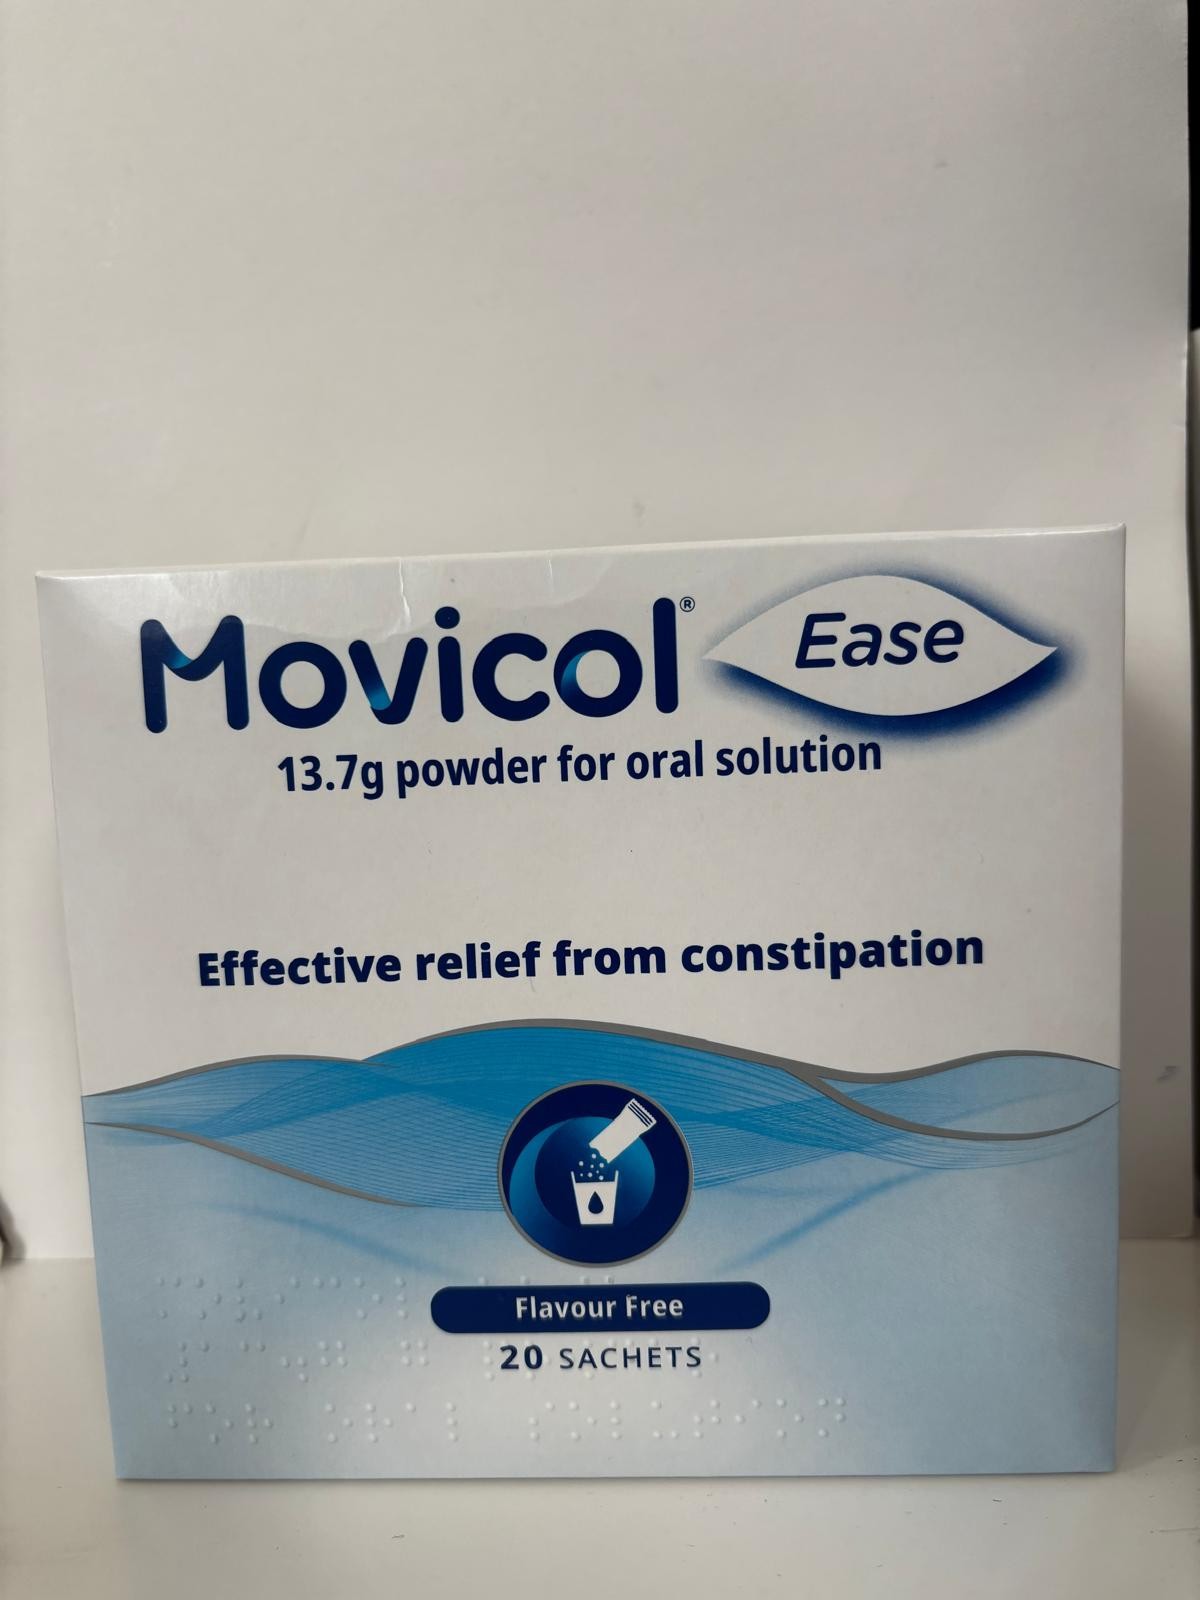 Movicol® Ease
13.7g powder for oral solution
Effective relief from constipation
Flavour Free
20 SACHETS